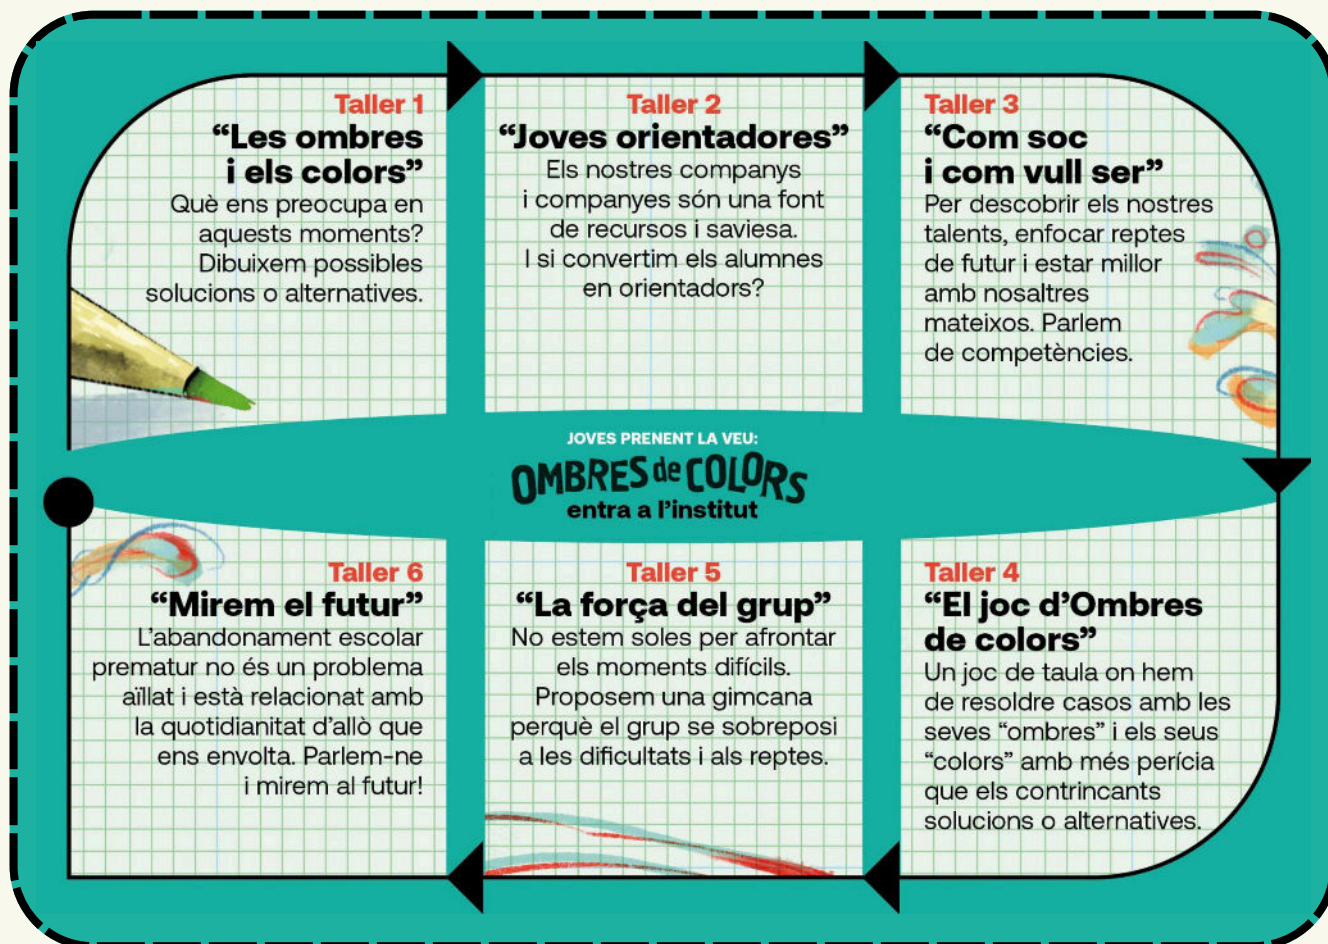 Taller 1
“Les ombres
i els colors”
Què ens preocupa en
aquests moments?
Dibuixem possibles
solucions o alternatives.
Taller 2
“Joves orientadores”
Els nostres companys
i companyes són una font
de recursos i saviesa.
I si convertim els alumnes
en orientadors?
Taller 3
“Com soc
i com vull ser”
Per descobrir els nostres
talents, enfocar reptes
de futur i estar millor
amb nosaltres
mateixos. Parlem
de competències.
JOVES PRENENT LA VEU:
OMBRES de COLORS
entra a l’institut
Taller 4
“El joc d’Ombres
de colors”
Un joc de taula on hem
de resoldre casos amb les
seves “ombres” i els seus
“colors” amb més perícia
que els contrincants
solucions o alternatives.
Taller 5
“La força del grup”
No estem soles per afrontar
els moments difícils.
Proposem una gimcana
perquè el grup se sobreposi
a les dificultats i als reptes.
Taller 6
“Mirem el futur”
L’abandonament escolar
prematur no és un problema
aïllat i està relacionat amb
la quotidianitat d’allò que
ens envolta. Parlem-ne
i mirem al futur!